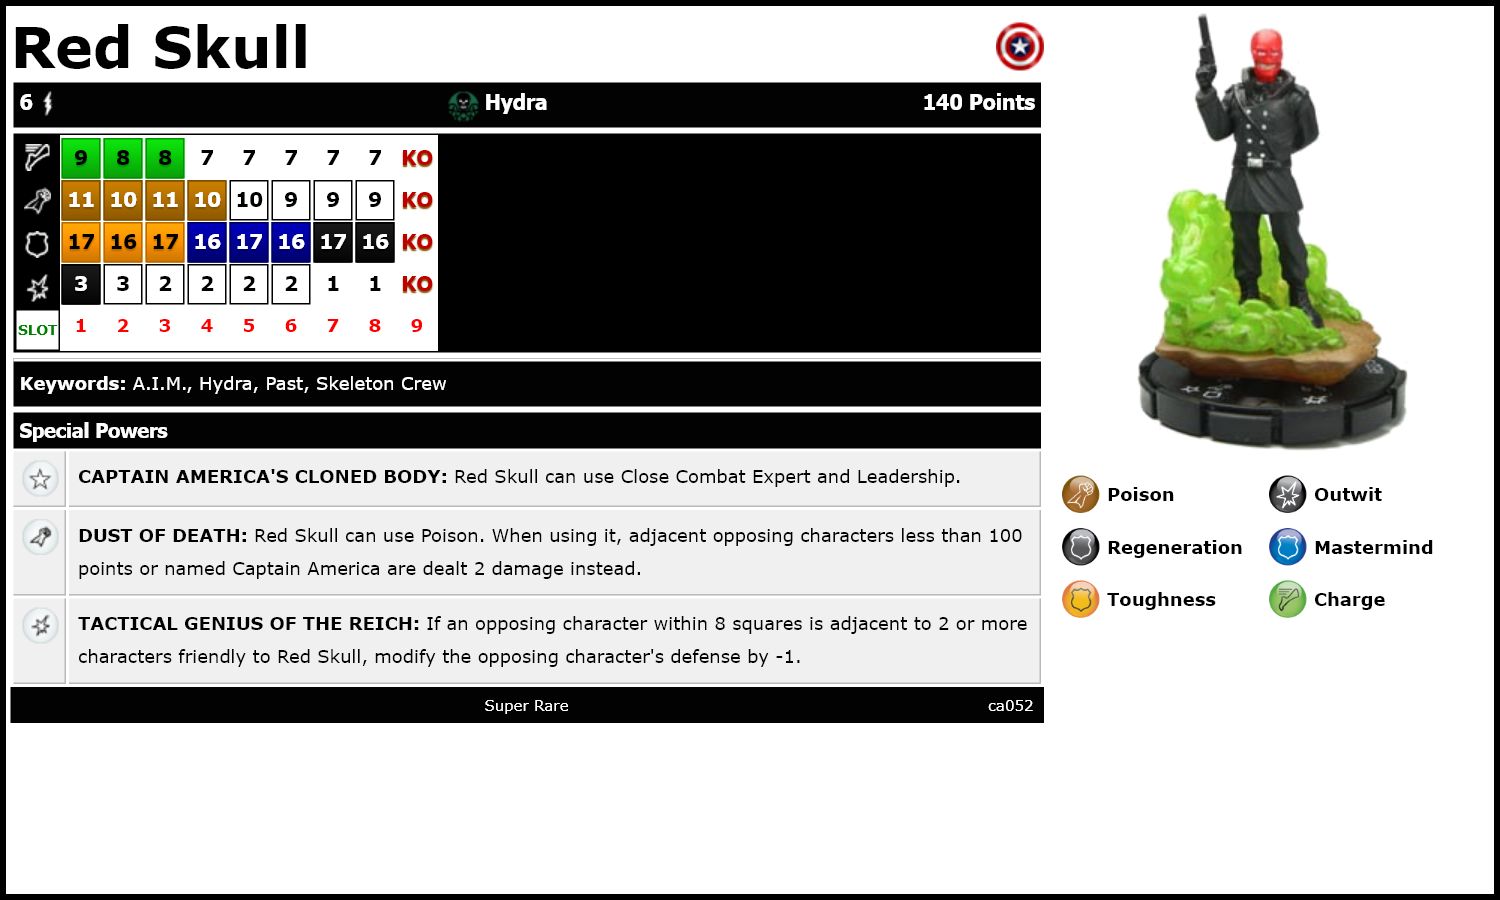 Red Skull
6 Hydra 140 Points
9 8 8 7 7 7 7 7 KO
11 10 11 10 10 9 9 9 KO
17 16 17 16 17 16 17 16 KO
3 3 2 2 2 2 1 1 KO
SLOT 1 2 3 4 5 6 7 8 9
Keywords: A.I.M., Hydra, Past, Skeleton Crew
Special Powers
CAPTAIN AMERICA'S CLONED BODY: Red Skull can use Close Combat Expert and Leadership.
DUST OF DEATH: Red Skull can use Poison. When using it, adjacent opposing characters less than 100
points or named Captain America are dealt 2 damage instead.
TACTICAL GENIUS OF THE REICH: If an opposing character within 8 squares is adjacent to 2 or more
characters friendly to Red Skull, modify the opposing character's defense by -1.
Super Rare ca052
Poison Outwit
Regeneration Mastermind
Toughness Charge